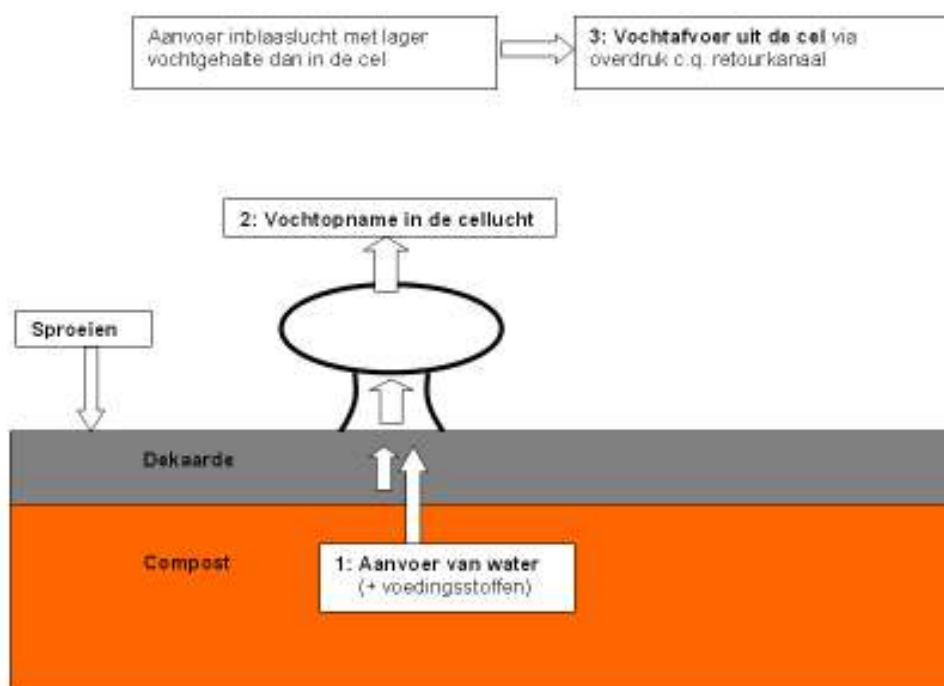 Aanvoer inblaaslucht met lager
vochtgehalte dan in de cel
3: Vochtafvoer uit de cel via
overdruk c.q. retourkanaal
2: Vochtopname in de cellucht
Sproeien
Dekaarde
Compost
1: Aanvoer van water
(+ voedingsstoffen)